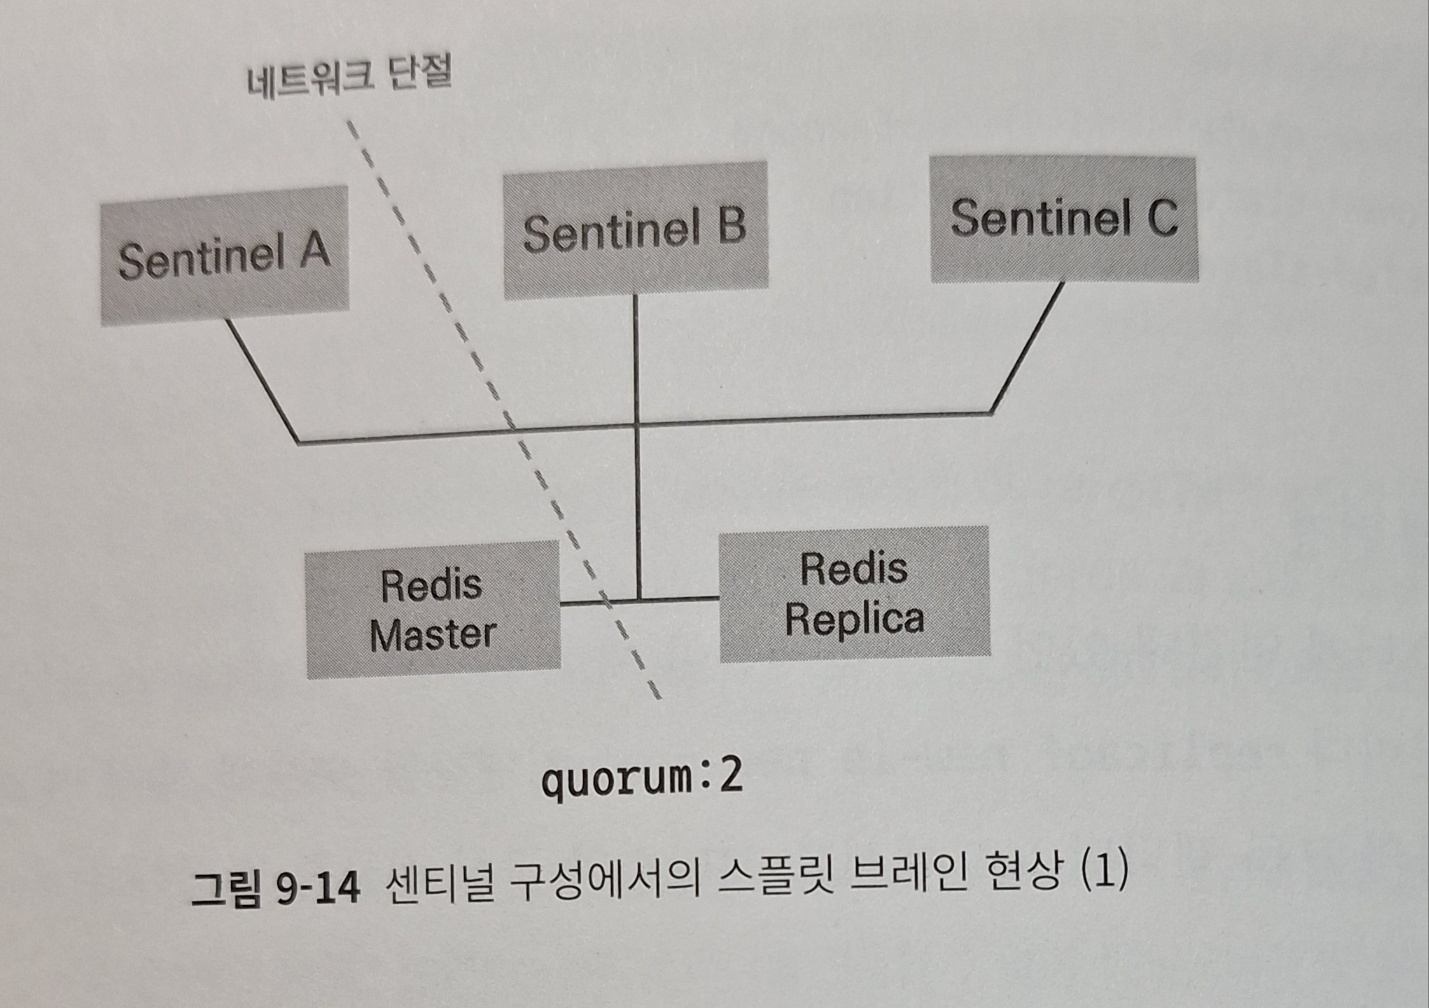 네트워크 단절
Sentinel A
Sentinel B
Sentinel C
Redis
Master
Redis
Replica
quorum:2
그림 9-14 센티널 구성에서의 스플릿 브레인 현상 (1)